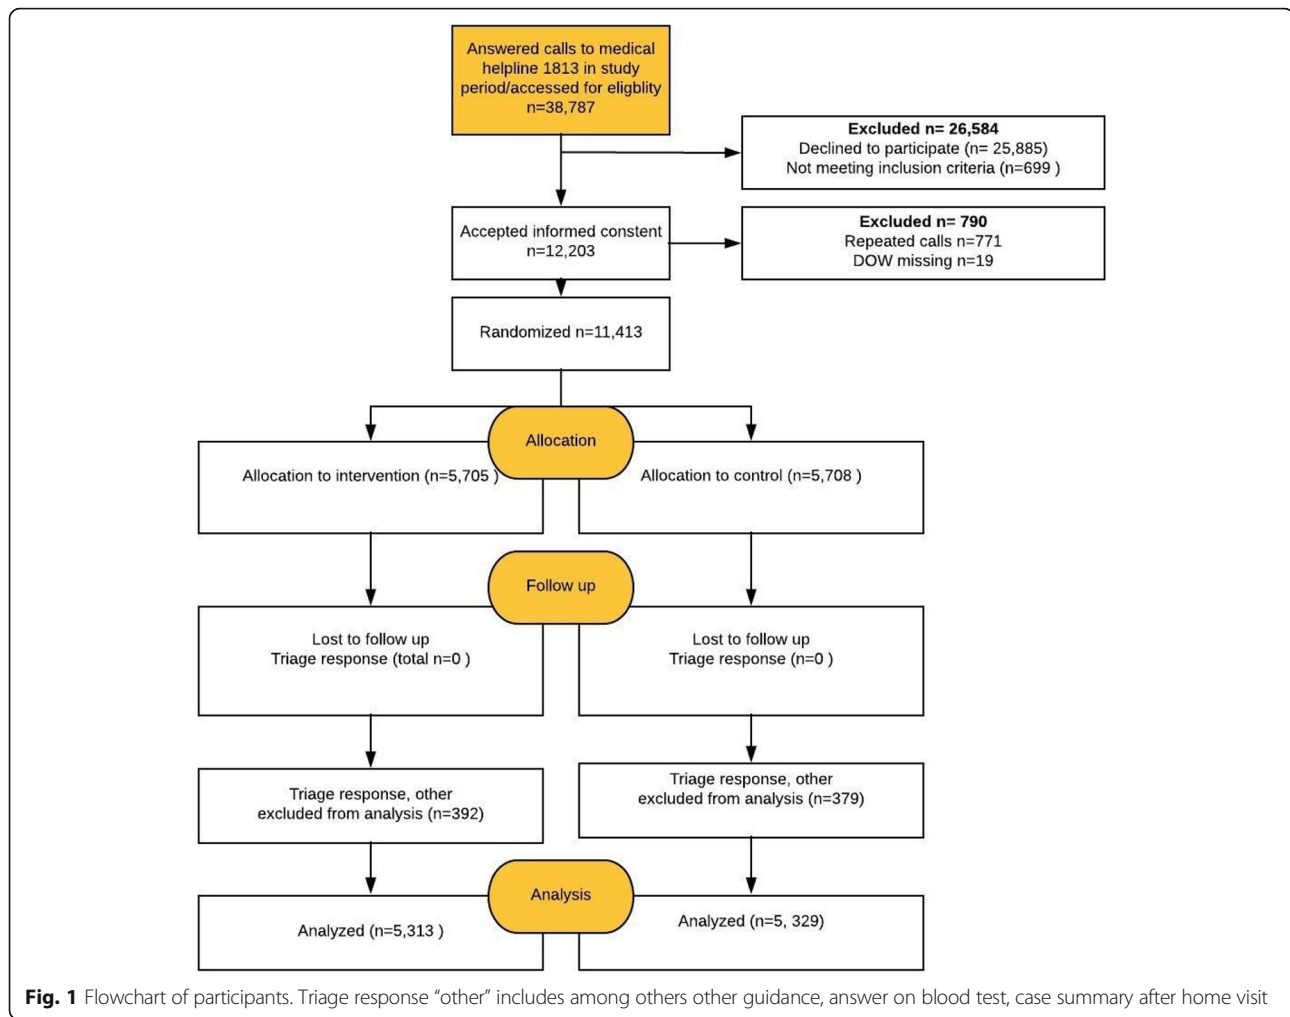 Answered calls to medical
helpline 1813 in study
period/accessed for eligblity
n=38,787
Excluded n= 26,584
Declined to participate (n= 25,885)
Not meeting inclusion criteria (n=699 )
Accepted informed constent
n=12,203
Excluded n= 790
Repeated calls n=771
DOW missing n=19
Randomized n=11,413
Allocation
Allocation to intervention (n=5,705 )
Allocation to control (n=5,708 )
Follow up
Lost to follow up
Triage response (total n=0 )
Lost to follow up
Triage response (n=0 )
Triage response, other
excluded from analysis (n=392)
Triage response, other
excluded from analysis (n=379)
Analysis
Analyzed (n=5,313 )
Analyzed (n=5, 329)
Fig. 1 Flowchart of participants. Triage response “other” includes among others other guidance, answer on blood test, case summary after home visit